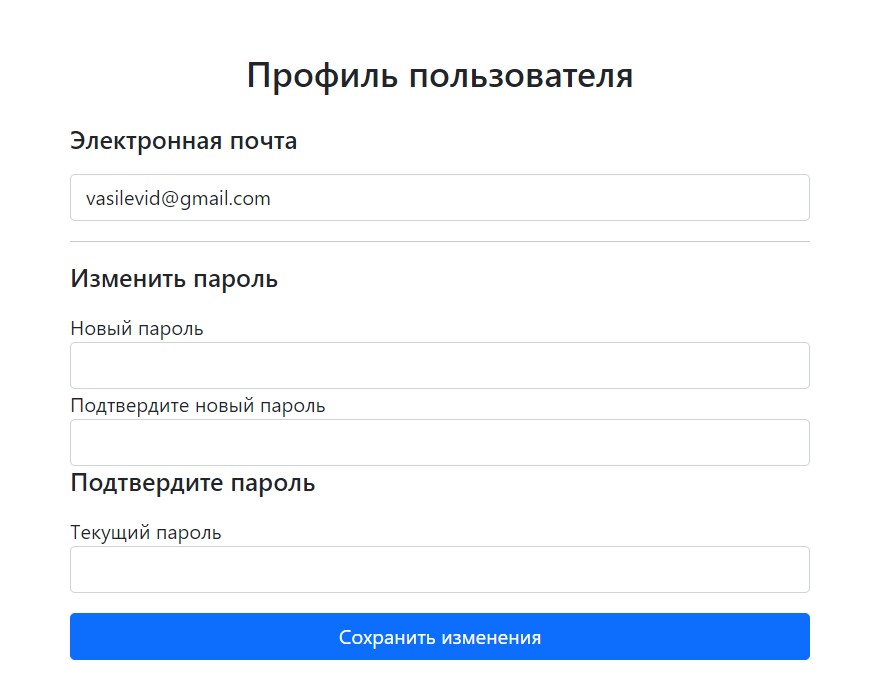 Профиль пользователя
Электронная почта
vasilevid@gmail.com
Изменить пароль
Новый пароль
Подтвердите новый пароль
Подтвердите пароль
Текущий пароль
Сохранить изменения